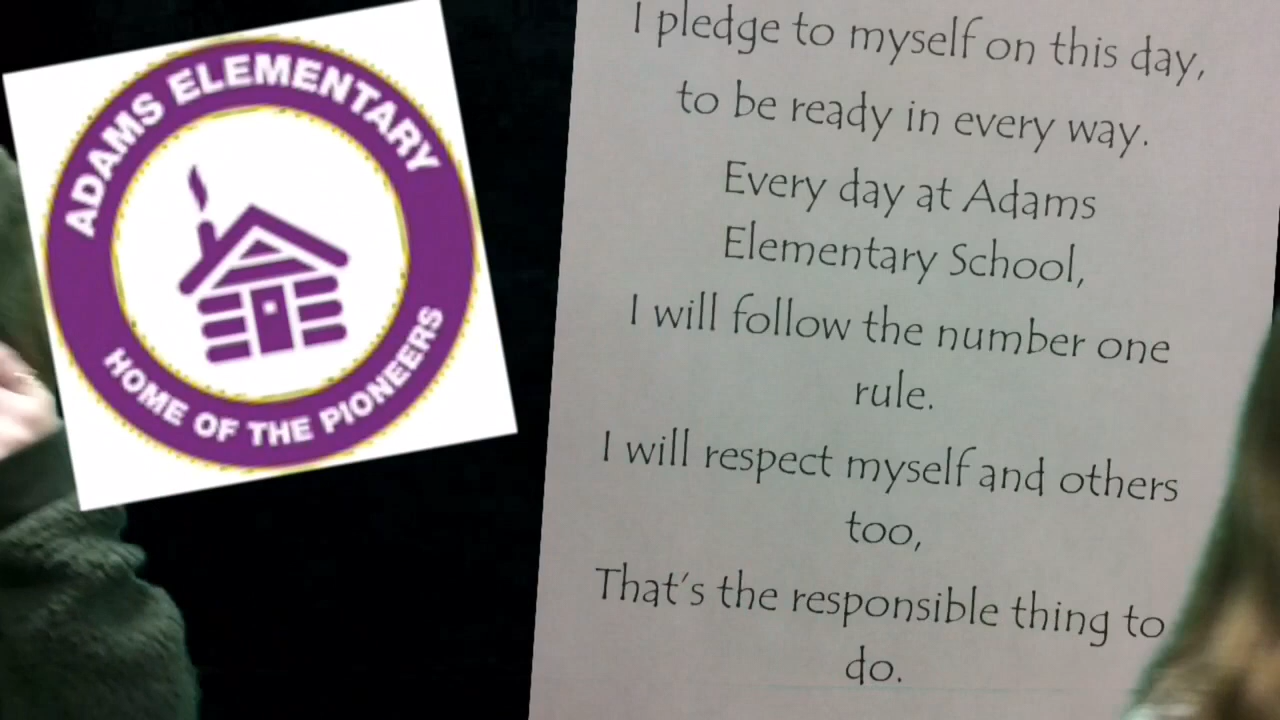 ADAMS ELEMENTARY
HOME OF THE PIONEERS
I pledge to myself on this day,
to be ready in every way.
Every day at Adams
Elementary School,
I will follow the number one
rule.
I will respect myself and others
too,
That's the responsible thing to
do.